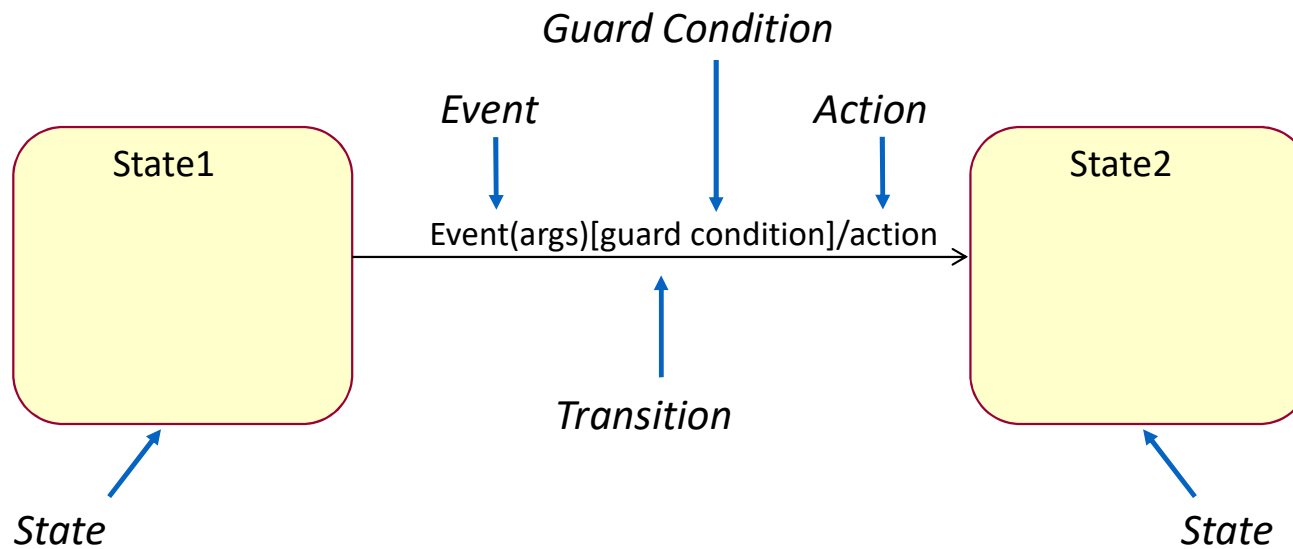 Guard Condition
Event
Action
State1
State2
Event(args)[guard condition]/action
Transition
State
State